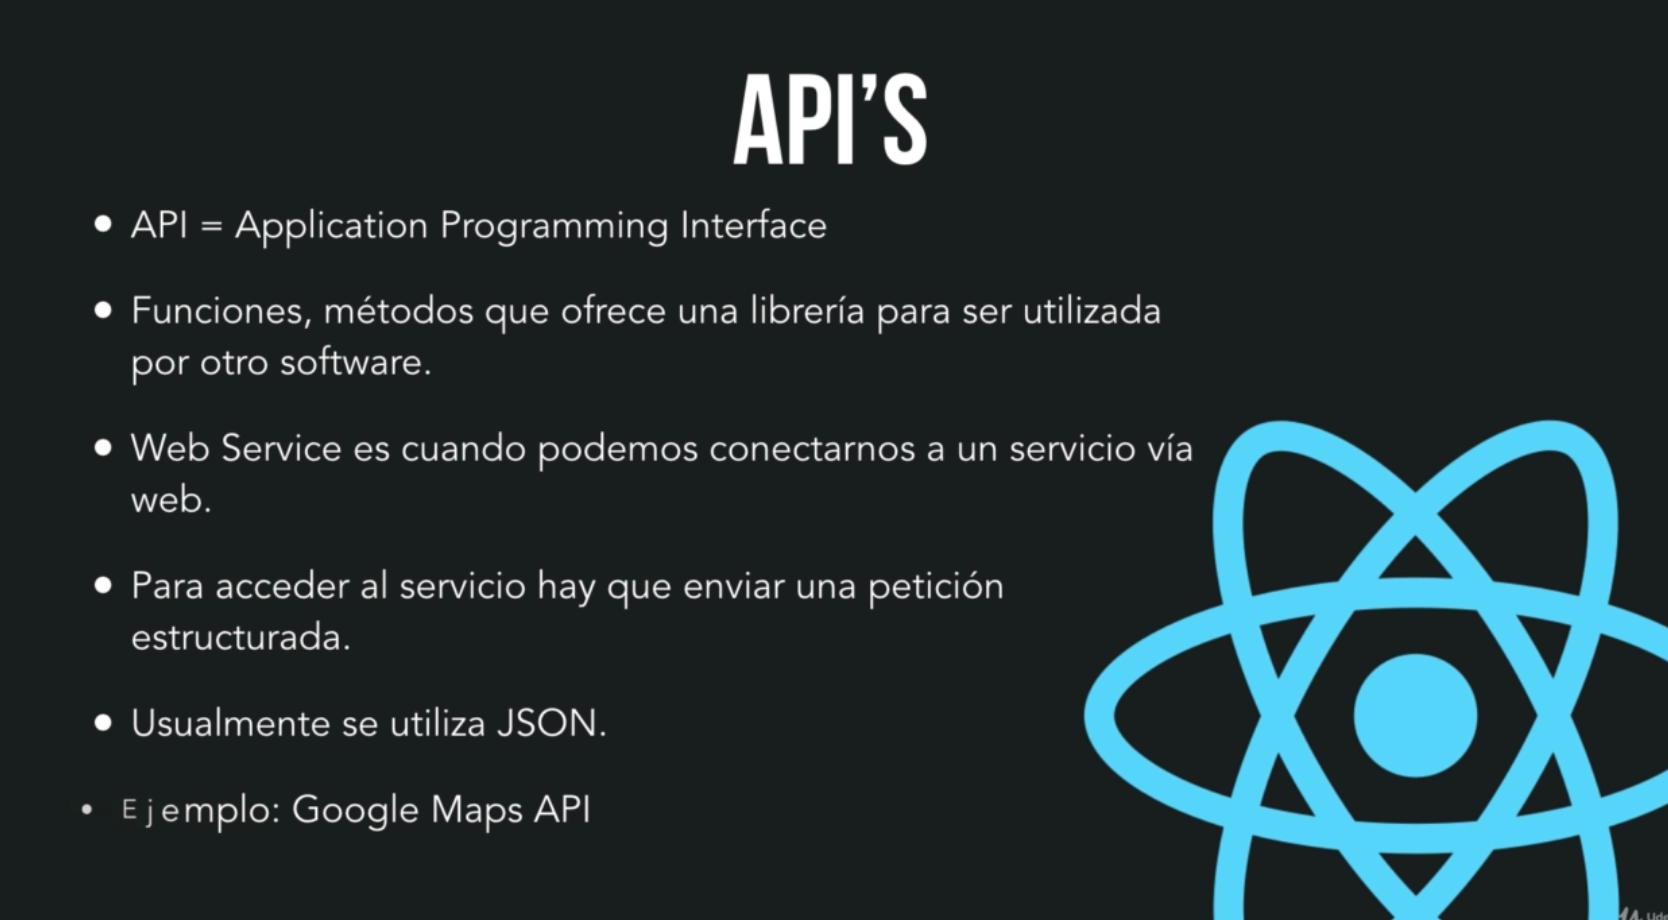 API’S
• API = Application Programming Interface
• Funciones, métodos que ofrece una librería para ser utilizada
por otro software.
• Web Service es cuando podemos conectarnos a un servicio vía
web.
• Para acceder al servicio hay que enviar una petición
estructurada.
• Usualmente se utiliza JSON.
• Ejemplo: Google Maps API